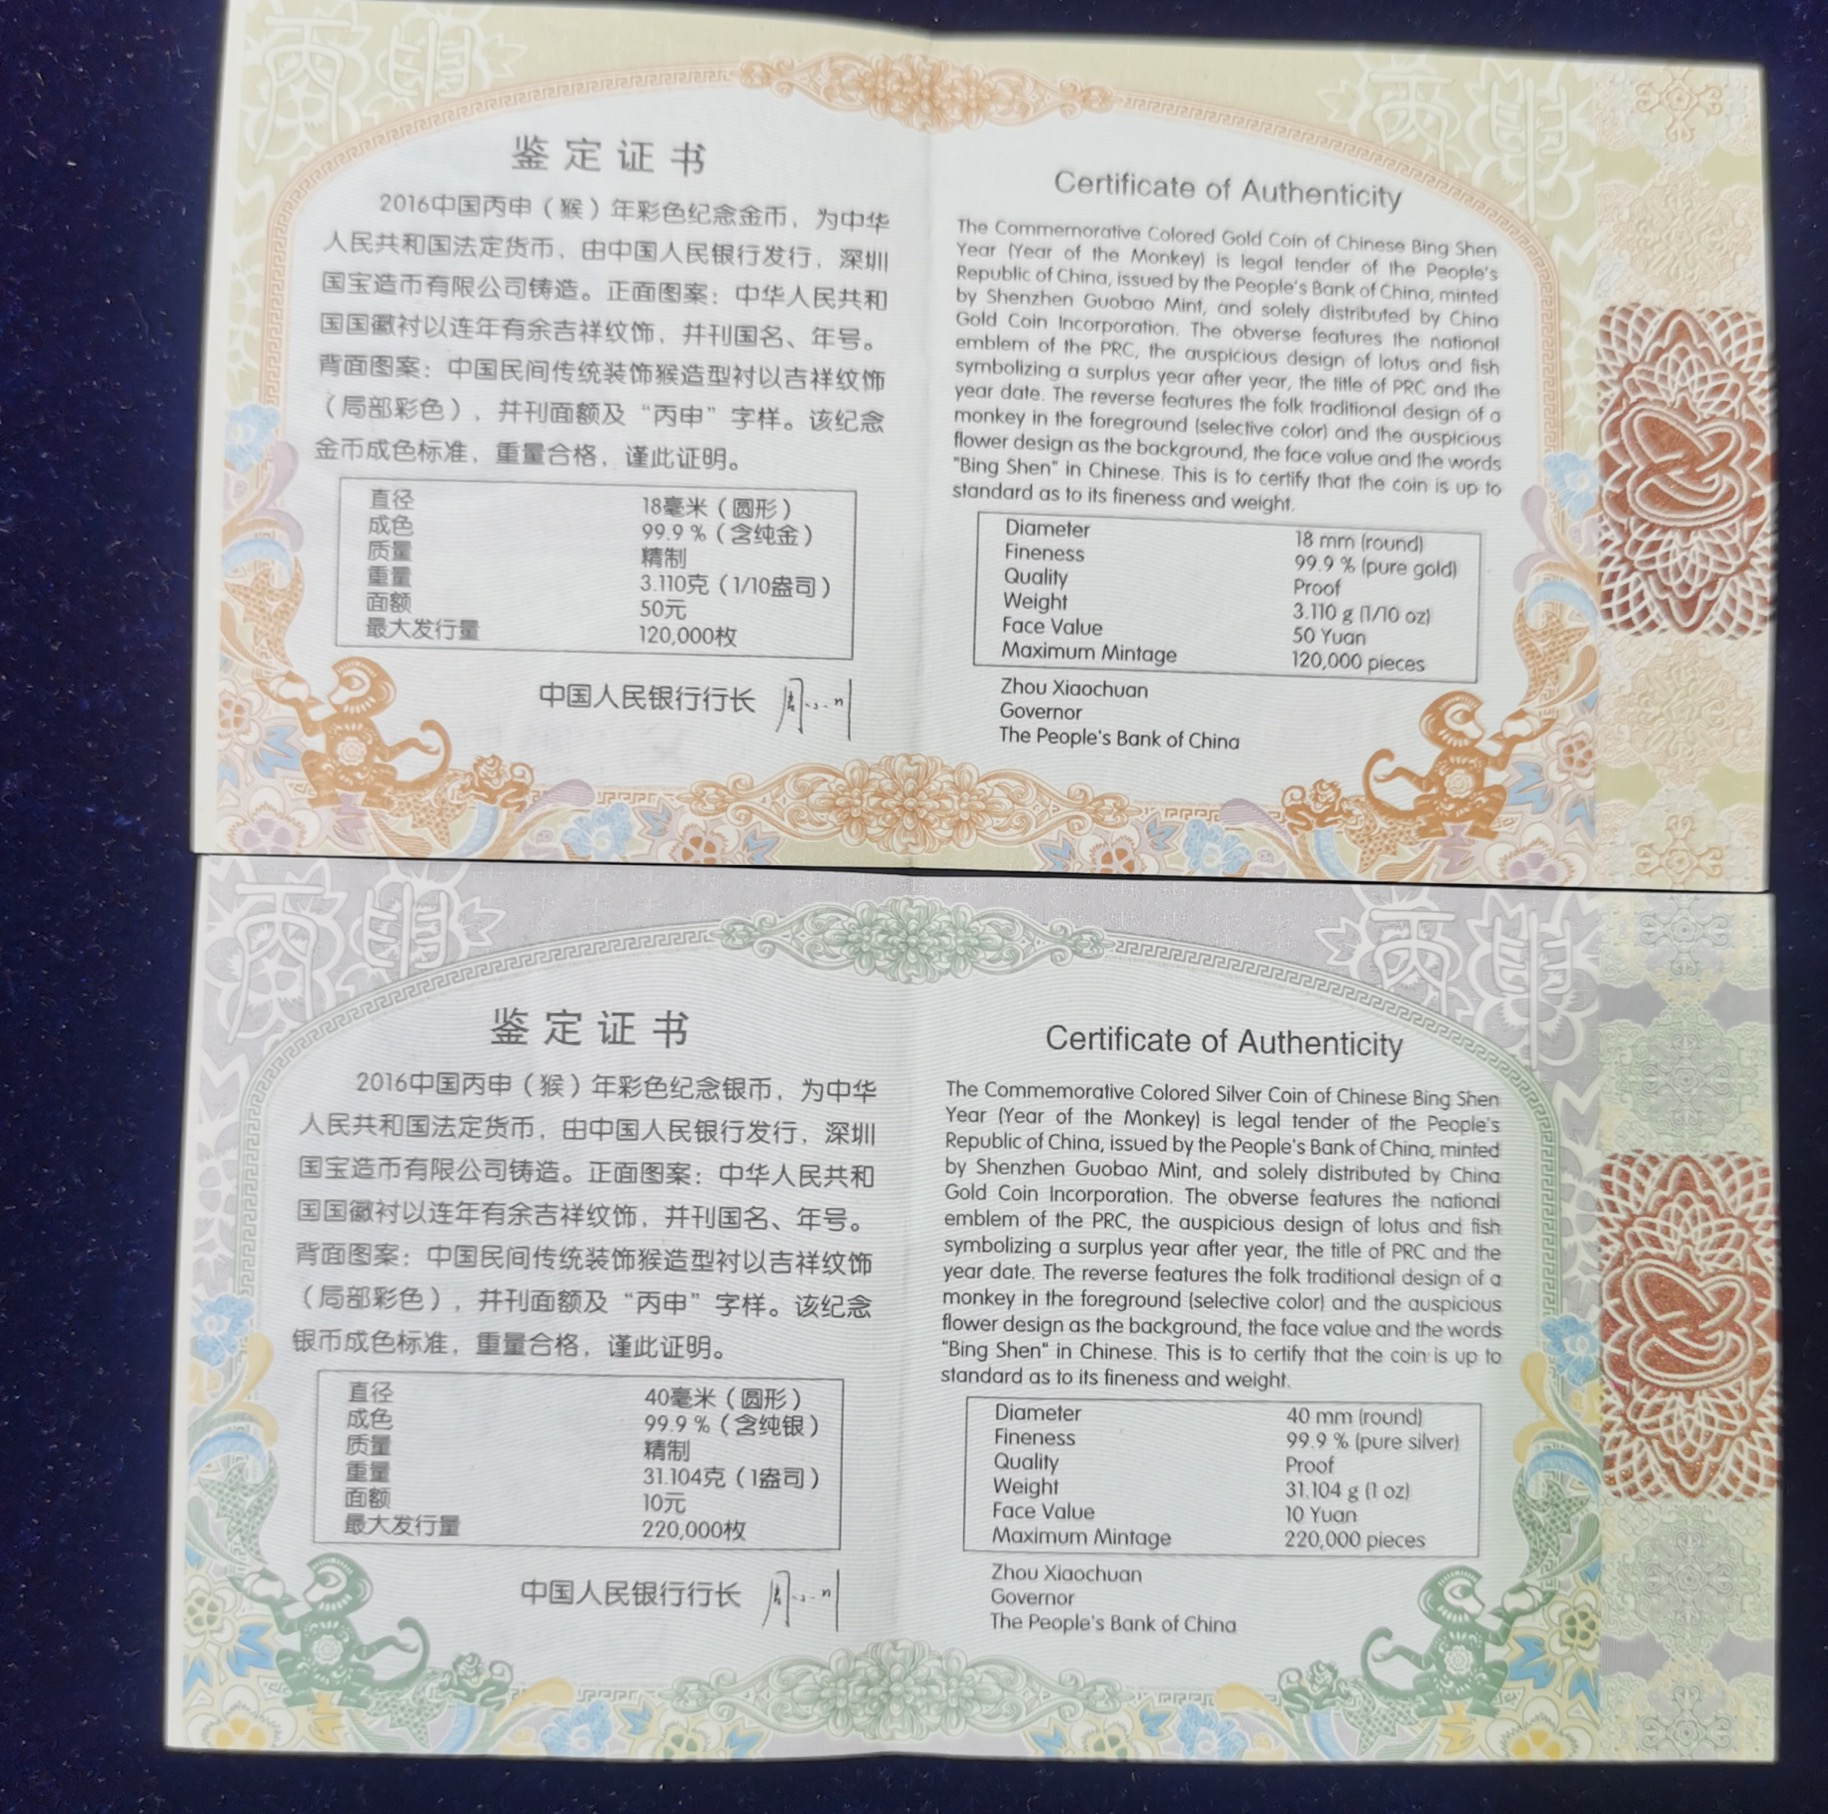 鉴定证书
2016中国丙申（猴）年彩色纪念金币，为中华
人民共和国法定货币，由中国人民银行发行，深圳
国宝造币有限公司铸造。正面图案：中华人民共和
国国徽衬以连年有余吉祥纹饰，并刊国名、年号。
背面图案：中国民间传统装饰猴造型衬以吉祥纹饰
（局部彩色），并刊面额及“丙申”字样。该纪念
金币成色标准，重量合格，谨此证明。
直径 18毫米（圆形）
成色 99.9％（含纯金）
质量 精制
重量 3.110克（1/10盎司）
面额 50元
最大发行量 120,000枚
中国人民银行行长
Certificate of Authenticity
The Commemorative Colored Gold Coin of Chinese Bing Shen
Year (Year of the Monkey) is legal tender of the People's
Republic of China, issued by the People's Bank of China, minted
by Shenzhen Guobao Mint, and solely distributed by China
Gold Coin Incorporation. The obverse features the national
emblem of the PRC, the auspicious design of lotus and fish
symbolizing a surplus year after year, the title of PRC and the
year date. The reverse features the folk traditional design of a
monkey in the foreground (selective color) and the auspicious
flower design as the background, the face value and the words
"Bing Shen" in Chinese. This is to certify that the coin is up to
standard as to its fineness and weight.
Diameter 18 mm (round)
Fineness 99.9 % (pure gold)
Quality Proof
Weight 3.110 g (1/10 oz)
Face Value 50 Yuan
Maximum Mintage 120,000 pieces
Zhou Xiaochuan
Governor
The People's Bank of China
鉴定证书
2016中国丙申（猴）年彩色纪念银币，为中华
人民共和国法定货币，由中国人民银行发行，深圳
国宝造币有限公司铸造。正面图案：中华人民共和
国国徽衬以连年有余吉祥纹饰，并刊国名、年号。
背面图案：中国民间传统装饰猴造型衬以吉祥纹饰
（局部彩色），并刊面额及“丙申”字样。该纪念
银币成色标准，重量合格，谨此证明。
直径 40毫米（圆形）
成色 99.9％（含纯银）
质量 精制
重量 31.104克（1盎司）
面额 10元
最大发行量 220,000枚
中国人民银行行长
Certificate of Authenticity
The Commemorative Colored Silver Coin of Chinese Bing Shen
Year (Year of the Monkey) is legal tender of the People's
Republic of China, issued by the People's Bank of China, minted
by Shenzhen Guobao Mint, and solely distributed by China
Gold Coin Incorporation. The obverse features the national
emblem of the PRC, the auspicious design of lotus and fish
symbolizing a surplus year after year, the title of PRC and the
year date. The reverse features the folk traditional design of a
monkey in the foreground (selective color) and the auspicious
flower design as the background, the face value and the words
"Bing Shen" in Chinese. This is to certify that the coin is up to
standard as to its fineness and weight.
Diameter 40 mm (round)
Fineness 99.9 % (pure silver)
Quality Proof
Weight 31.104 g (1 oz)
Face Value 10 Yuan
Maximum Mintage 220,000 pieces
Zhou Xiaochuan
Governor
The People's Bank of China